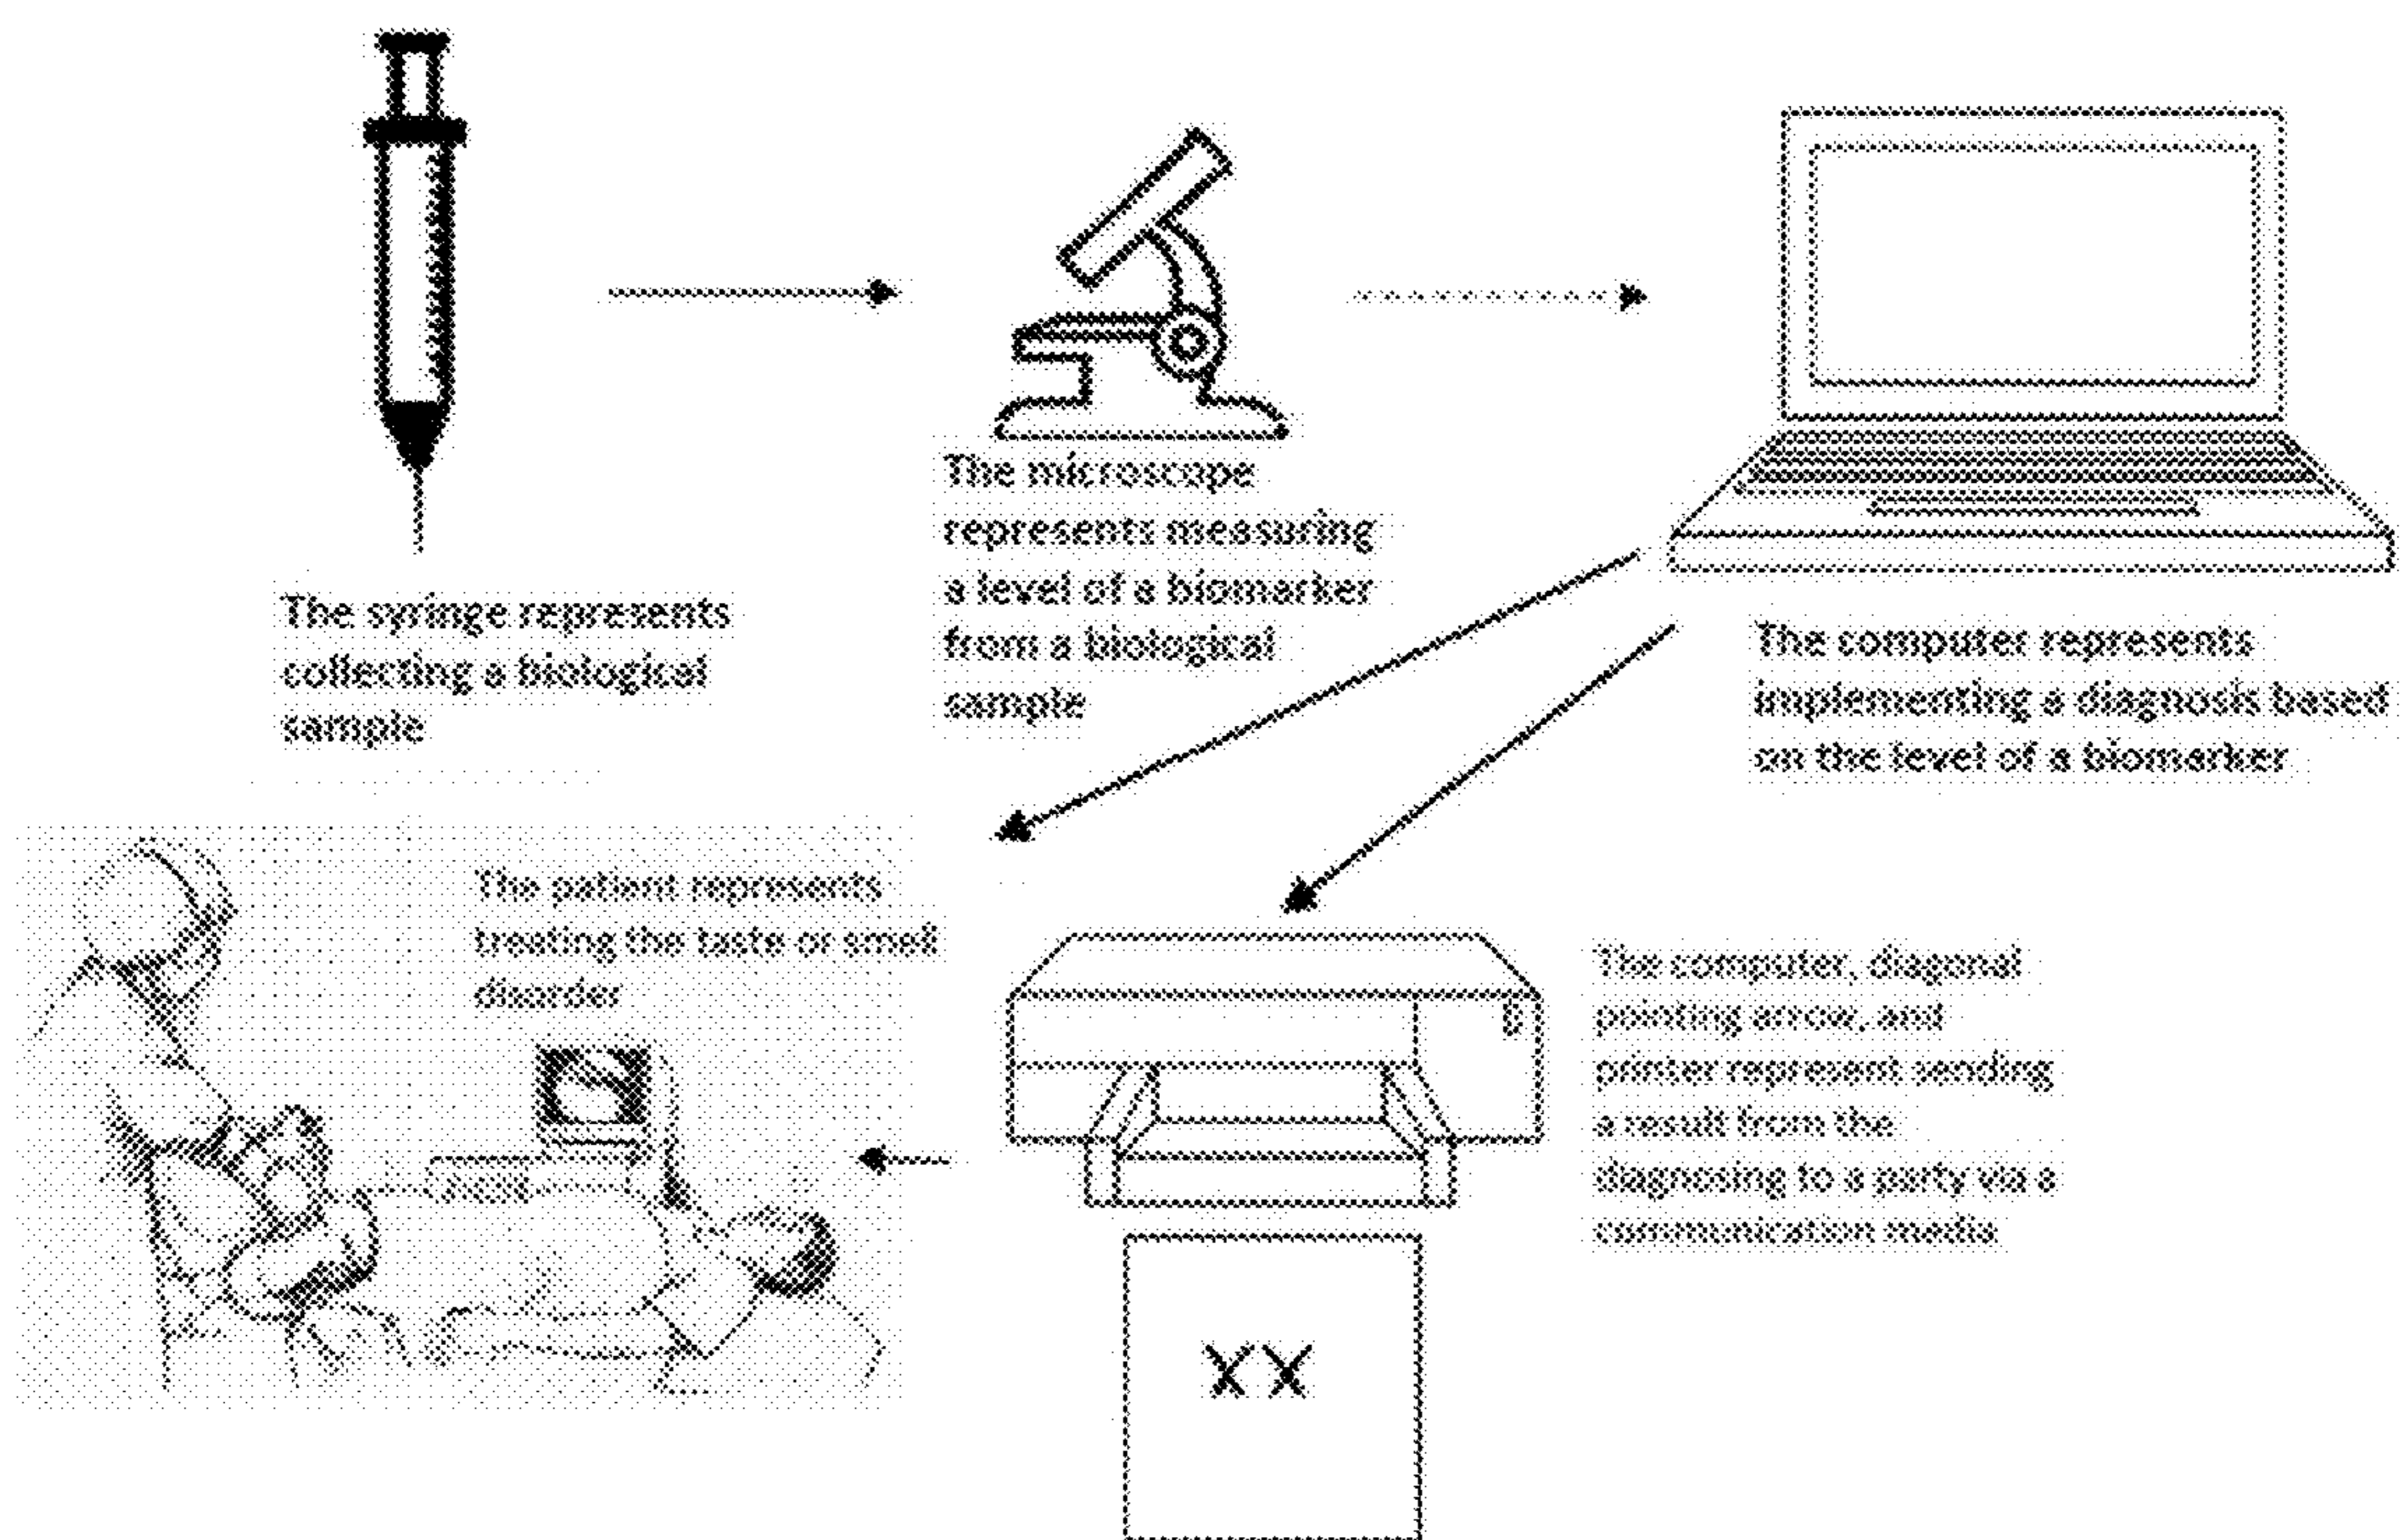 The syringe represents
collecting a biological
sample
The microscope
represents measuring
a level of a biomarker
from a biological
sample
The computer represents
implementing a diagnosis based
on the level of a biomarker
The patient represents
treating the taste or smell
disorder
The computer, diagonal
pointing arrow, and
printer represent sending
a result from the
diagnosing to a party via a
communication media
XX